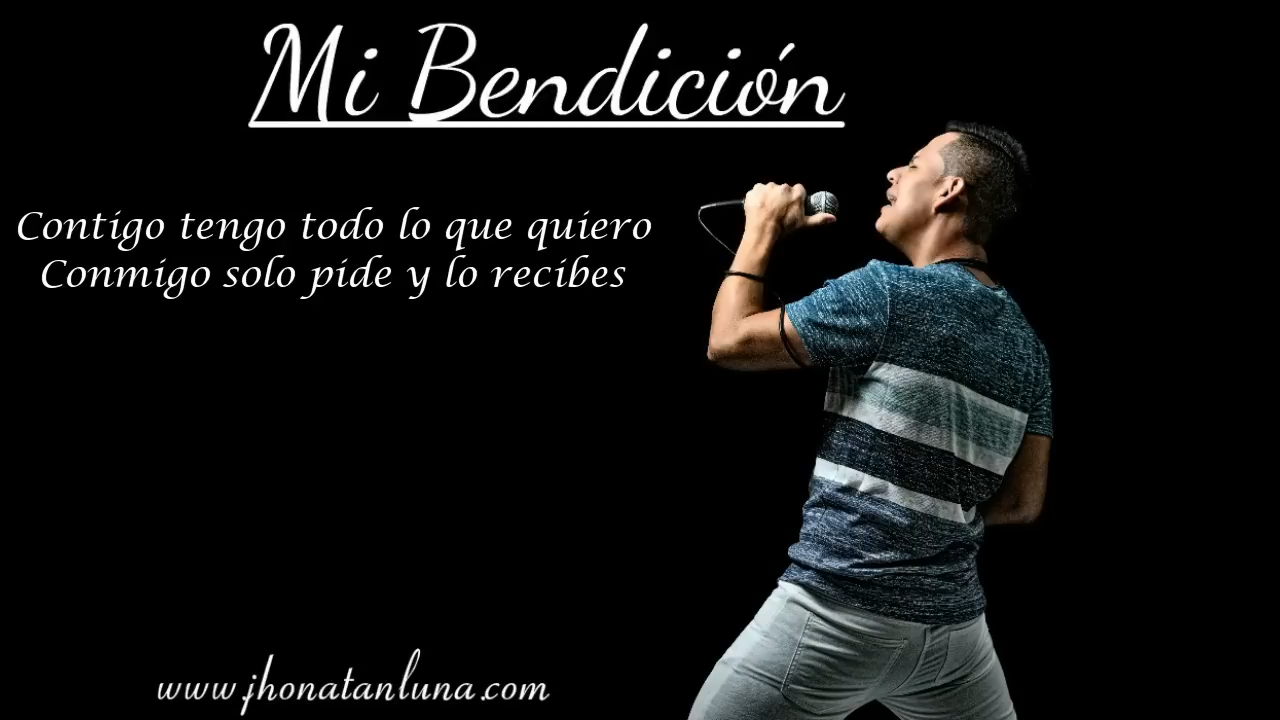 Mi Bendición
Contigo tengo todo lo que quiero
Conmigo solo pide y lo recibes
www.jhonatanluna.com